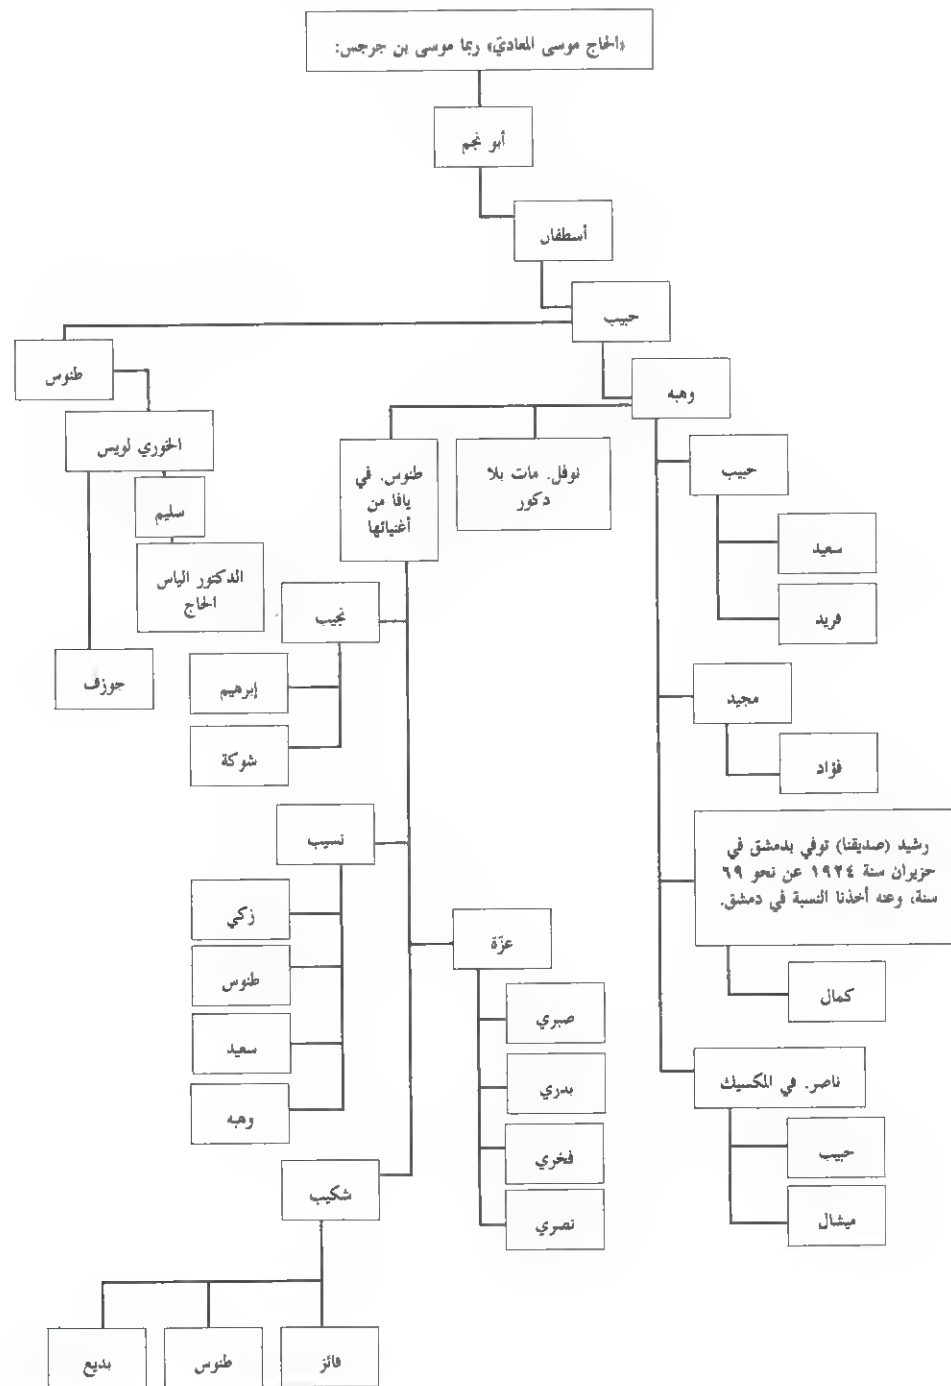 «الحاج موسى المعاديّ» ربما موسى بن جرجس:
أبو نجم
أسطفان
حبيب
طنوس
وهبه
الخوري لويس
طنوس. في
يافا من
أغنيائها
نوفل. مات بلا
دكور
حبيب
سليم
سعيد
الدكتور الياس
الحاج
نجيب
فريد
جوزف
إبرهيم
مجيد
شوكة
فؤاد
نسيب
رشيد (صديقنا) توفي بدمشق في
حزيران سنة ١٩٢٤ عن نحو ٦٩
سنة، وعنه أخذنا النسبة في دمشق.
زكي
عزّة
طنوس
كمال
صبري
سعيد
ناصر. في المكسيك
بدري
وهبه
فخري
حبيب
شكيب
نصري
ميشال
بديع
طنوس
فائز